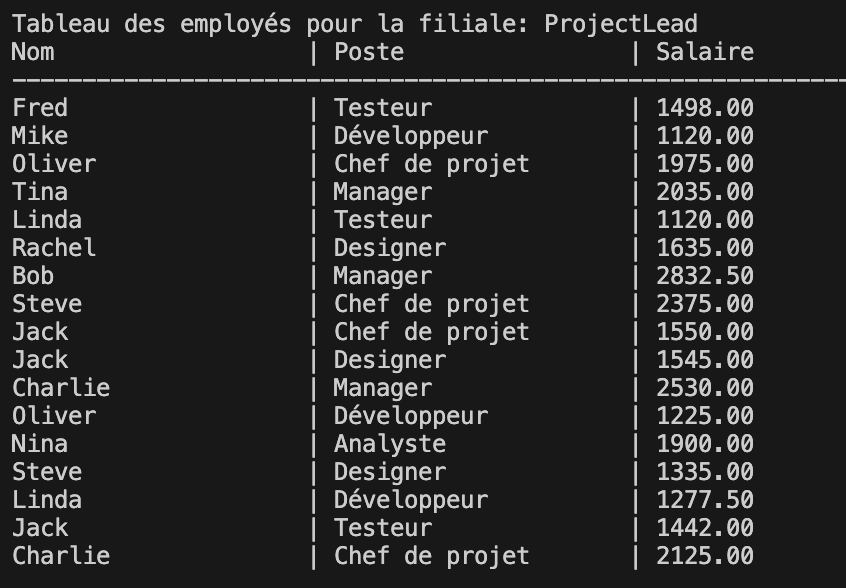 Tableau des employés pour la filiale: ProjectLead
Nom                  | Poste                | Salaire
------------------------------------------------------------
Fred                 | Testeur              | 1498.00
Mike                 | Développeur          | 1120.00
Oliver               | Chef de projet       | 1975.00
Tina                 | Manager              | 2035.00
Linda                | Testeur              | 1120.00
Rachel               | Designer             | 1635.00
Bob                  | Manager              | 2832.50
Steve                | Chef de projet       | 2375.00
Jack                 | Chef de projet       | 1550.00
Jack                 | Designer             | 1545.00
Charlie              | Manager              | 2530.00
Oliver               | Développeur          | 1225.00
Nina                 | Analyste             | 1900.00
Steve                | Designer             | 1335.00
Linda                | Développeur          | 1277.50
Jack                 | Testeur              | 1442.00
Charlie              | Chef de projet       | 2125.00